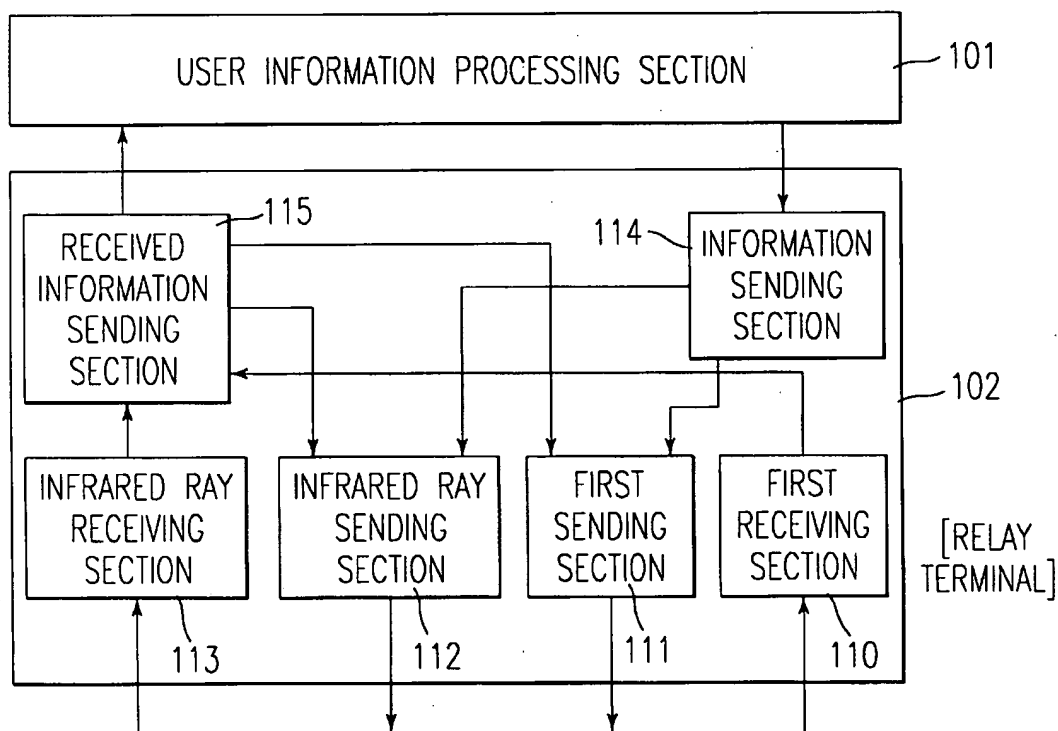 USER INFORMATION PROCESSING SECTION
101
115
RECEIVED
INFORMATION
SENDING
SECTION
114
INFORMATION
SENDING
SECTION
102
INFRARED RAY
RECEIVING
SECTION
INFRARED RAY
SENDING
SECTION
FIRST
SENDING
SECTION
FIRST
RECEIVING
SECTION
[RELAY
TERMINAL]
113
112
111
110